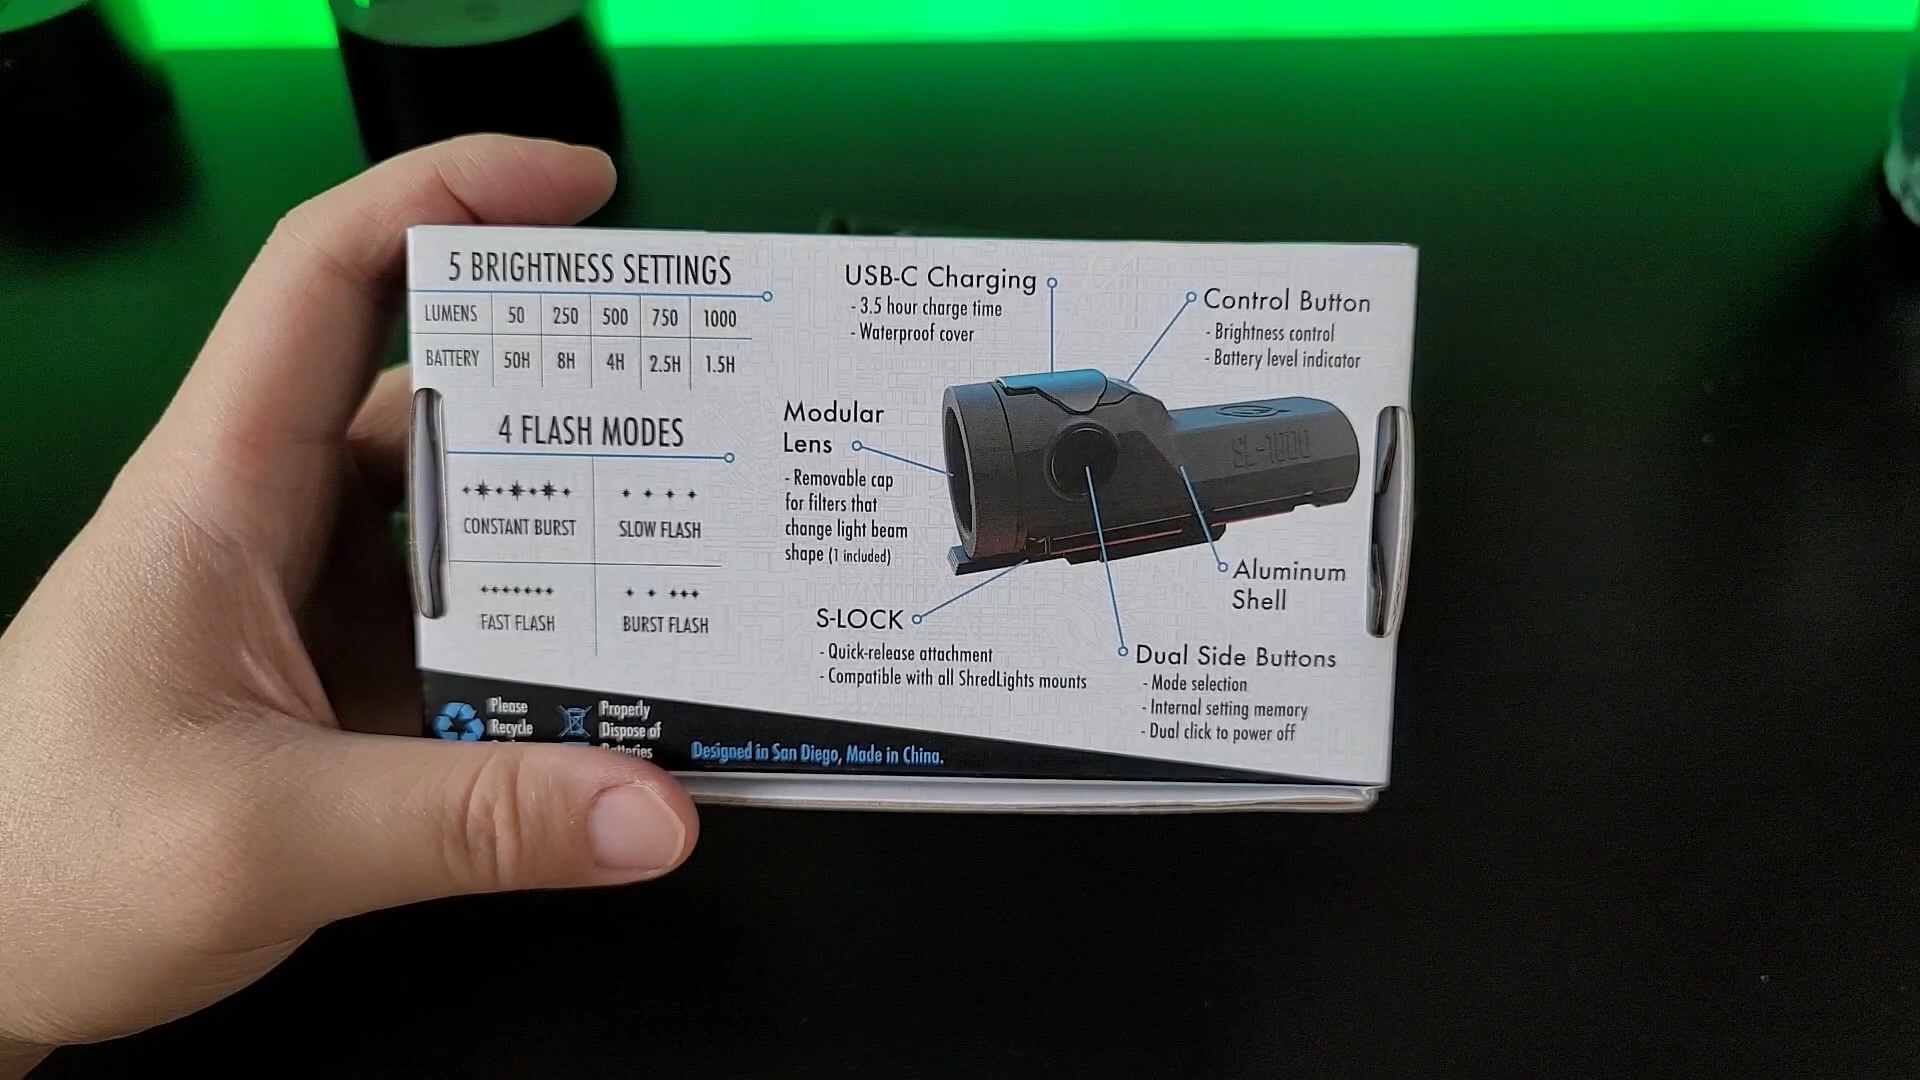 5 BRIGHTNESS SETTINGS
LUMENS 50 250 500 750 1000
BATTERY 50H 8H 4H 2.5H 1.5H
4 FLASH MODES
CONSTANT BURST SLOW FLASH
FAST FLASH BURST FLASH
USB-C Charging
- 3.5 hour charge time
- Waterproof cover
Control Button
- Brightness control
- Battery level indicator
Modular
Lens
- Removable cap
for filters that
change light beam
shape (1 included)
SL-1000
Aluminum
Shell
S-LOCK
- Quick-release attachment
- Compatible with all ShredLights mounts
Dual Side Buttons
- Mode selection
- Internal setting memory
- Dual click to power off
Please
Recycle
Properly
Dispose of
Batteries
Designed in San Diego, Made in China.